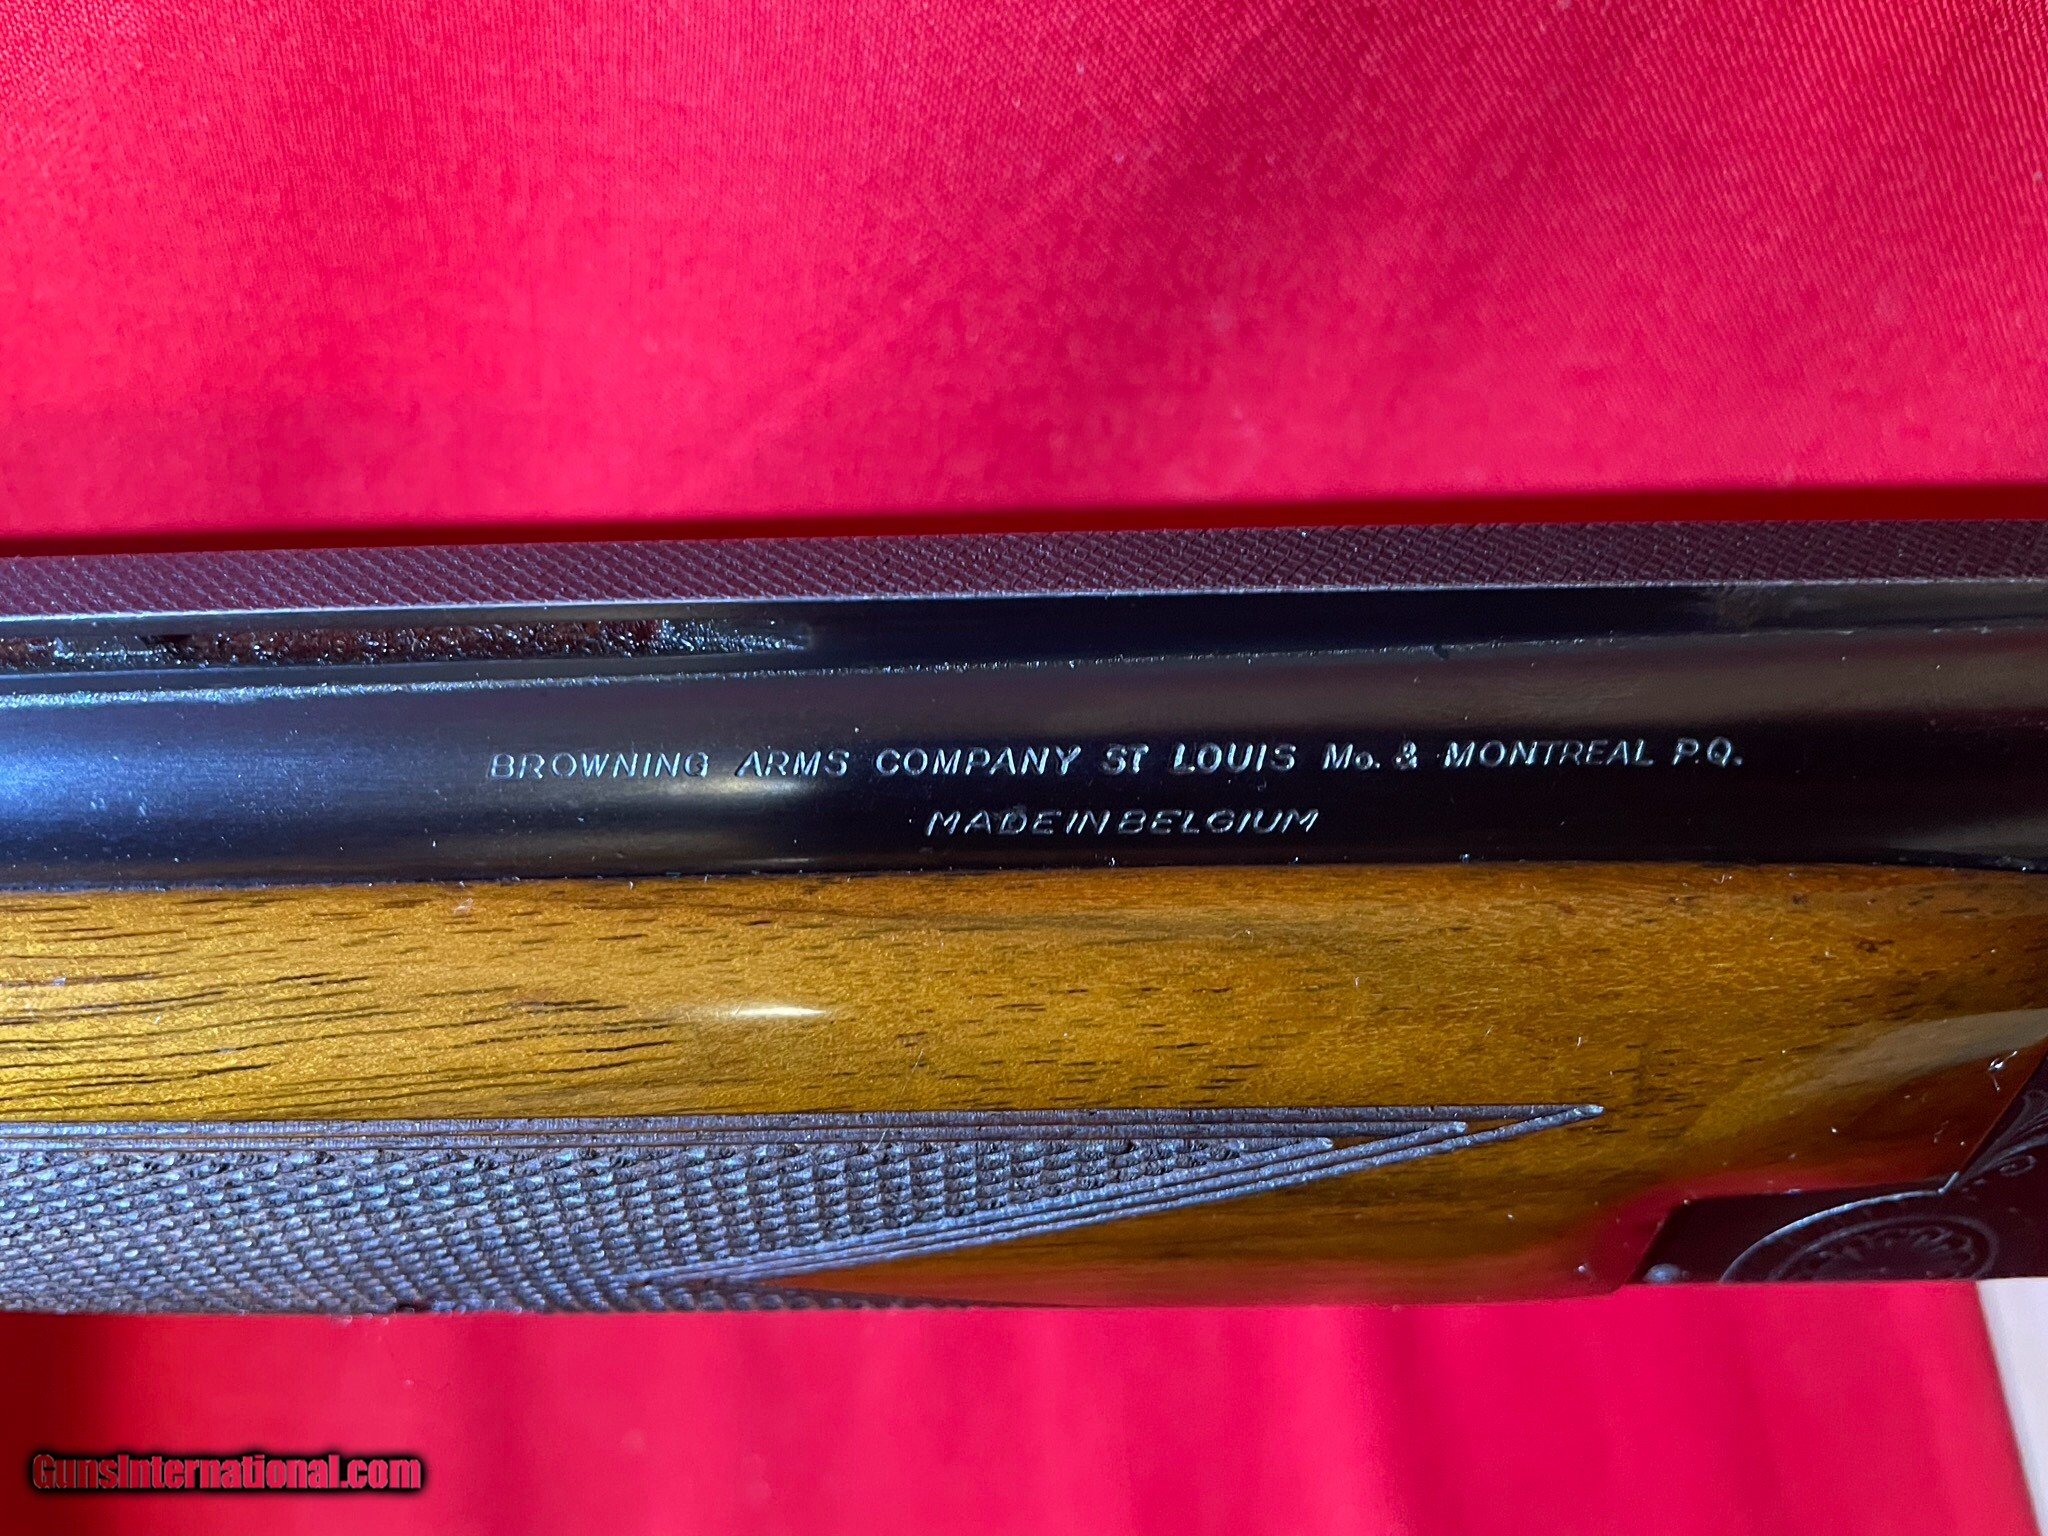 BROWNING ARMS COMPANY ST LOUIS Mo. & MONTREAL P.Q.
MADE IN BELGIUM
GunsInternational.com